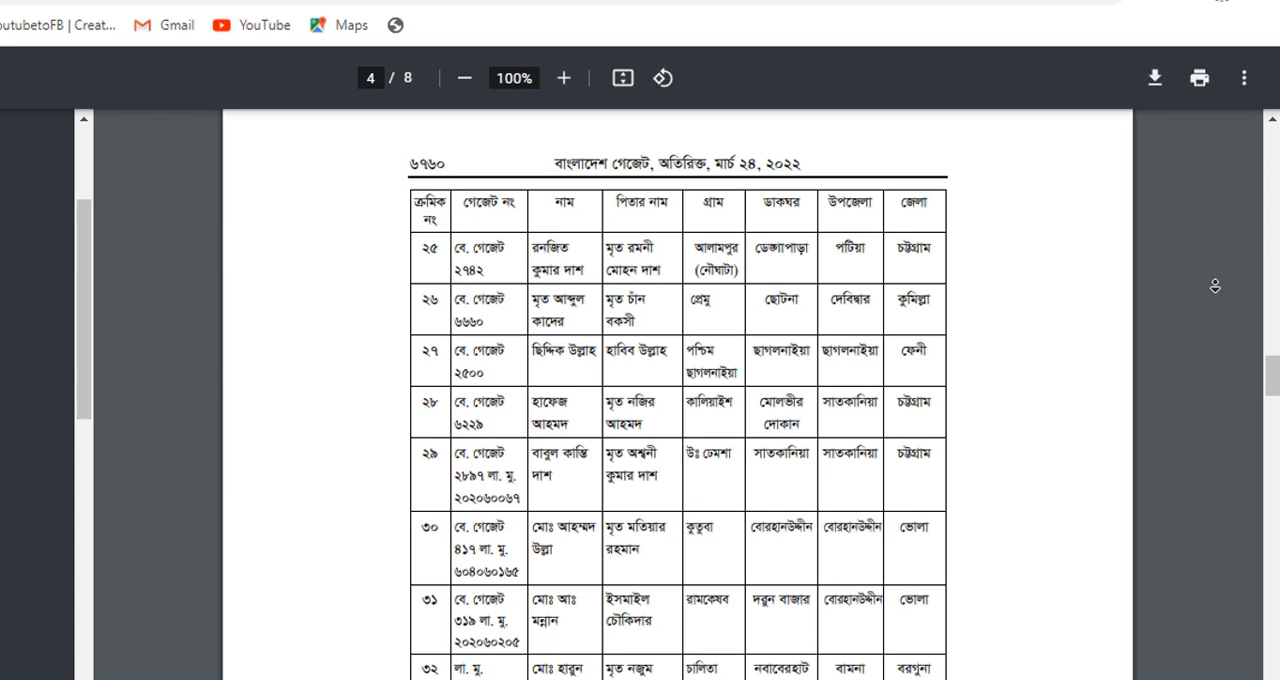 outubetoFB | Creat... Gmail YouTube Maps
4 / 8 100%
৬৭৬০ বাংলাদেশ গেজেট, অতিরিক্ত, মার্চ ২৪, ২০২২
ক্রমিক গেজেট নং নাম পিতার নাম গ্রাম ডাকঘর উপজেলা জেলা
নং
২৫ বে. গেজেট রনজিত মৃত রমনী আলামপুর ডেঙ্গাপাড়া পটিয়া চট্টগ্রাম
২৭৪২ কুমার দাশ মোহন দাশ (নৌঘাটা)
২৬ বে. গেজেট মৃত আব্দুল মৃত চাঁন প্রেমু ছোটনা দেবিদ্বার কুমিল্লা
৬৬৬০ কাদের বকসী
২৭ বে. গেজেট ছিদ্দিক উল্লাহ হাবিব উল্লাহ পশ্চিম ছাগলনাইয়া ছাগলনাইয়া ফেনী
২৫০০ ছাগলনাইয়া
২৮ বে. গেজেট হাফেজ মৃত নজির কালিয়াইশ মোলভীর সাতকানিয়া চট্টগ্রাম
৬২২৯ আহমদ আহমদ দোকান
২৯ বে. গেজেট বাবুল কান্তি মৃত অশ্বনী উঃ ঢেমশা সাতকানিয়া সাতকানিয়া চট্টগ্রাম
২৮৯৭ লা. মু. দাশ কুমার দাশ
২০২০৬০০৬৭
৩০ বে. গেজেট মোঃ আহম্মদ মৃত মতিয়ার কুতুবা বোরহানউদ্দীন বোরহানউদ্দীন ভোলা
৪১৭ লা. মু. উল্লা রহমান
৬০৪০৬০১৬৫
৩১ বে. গেজেট মোঃ আঃ ইসমাইল রামকেষব দরুন বাজার বোরহানউদ্দীন ভোলা
৩১৯ লা. মু. মন্নান চৌকিদার
২০২০৬০২০৫
৩২ লা. মু. মোঃ হারুন মৃত নজুম চালিতা নবাবেরহাট বামনা বরগুনা